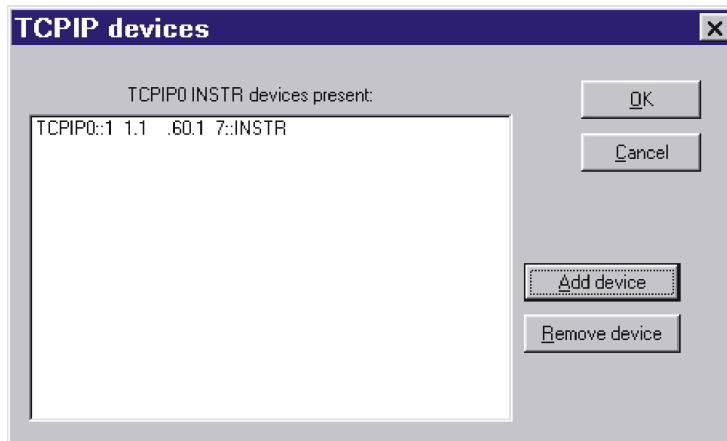 TCPIP devices
TCPIP0 INSTR devices present:
TCPIP0::1 1.1 .60.1 7::INSTR
OK
Cancel
Add device
Remove device